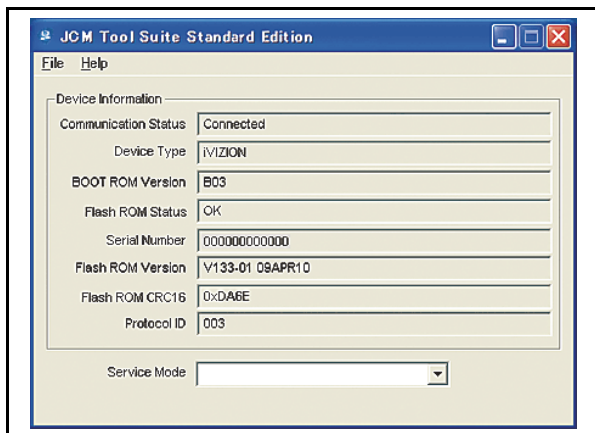 JCM Tool Suite Standard Edition
File Help
Device Information
Communication Status Connected
Device Type iVIZION
BOOT ROM Version B03
Flash ROM Status OK
Serial Number 000000000000
Flash ROM Version V133-01 09APR10
Flash ROM CRC16 0xDA6E
Protocol ID 003
Service Mode